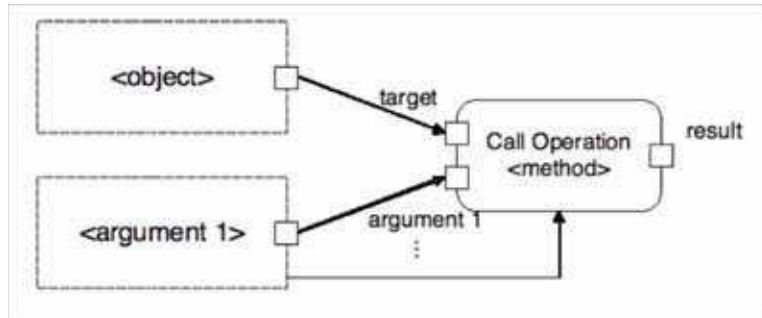 <object>
target
Call Operation
<method>
result
<argument 1>
argument 1
⋮